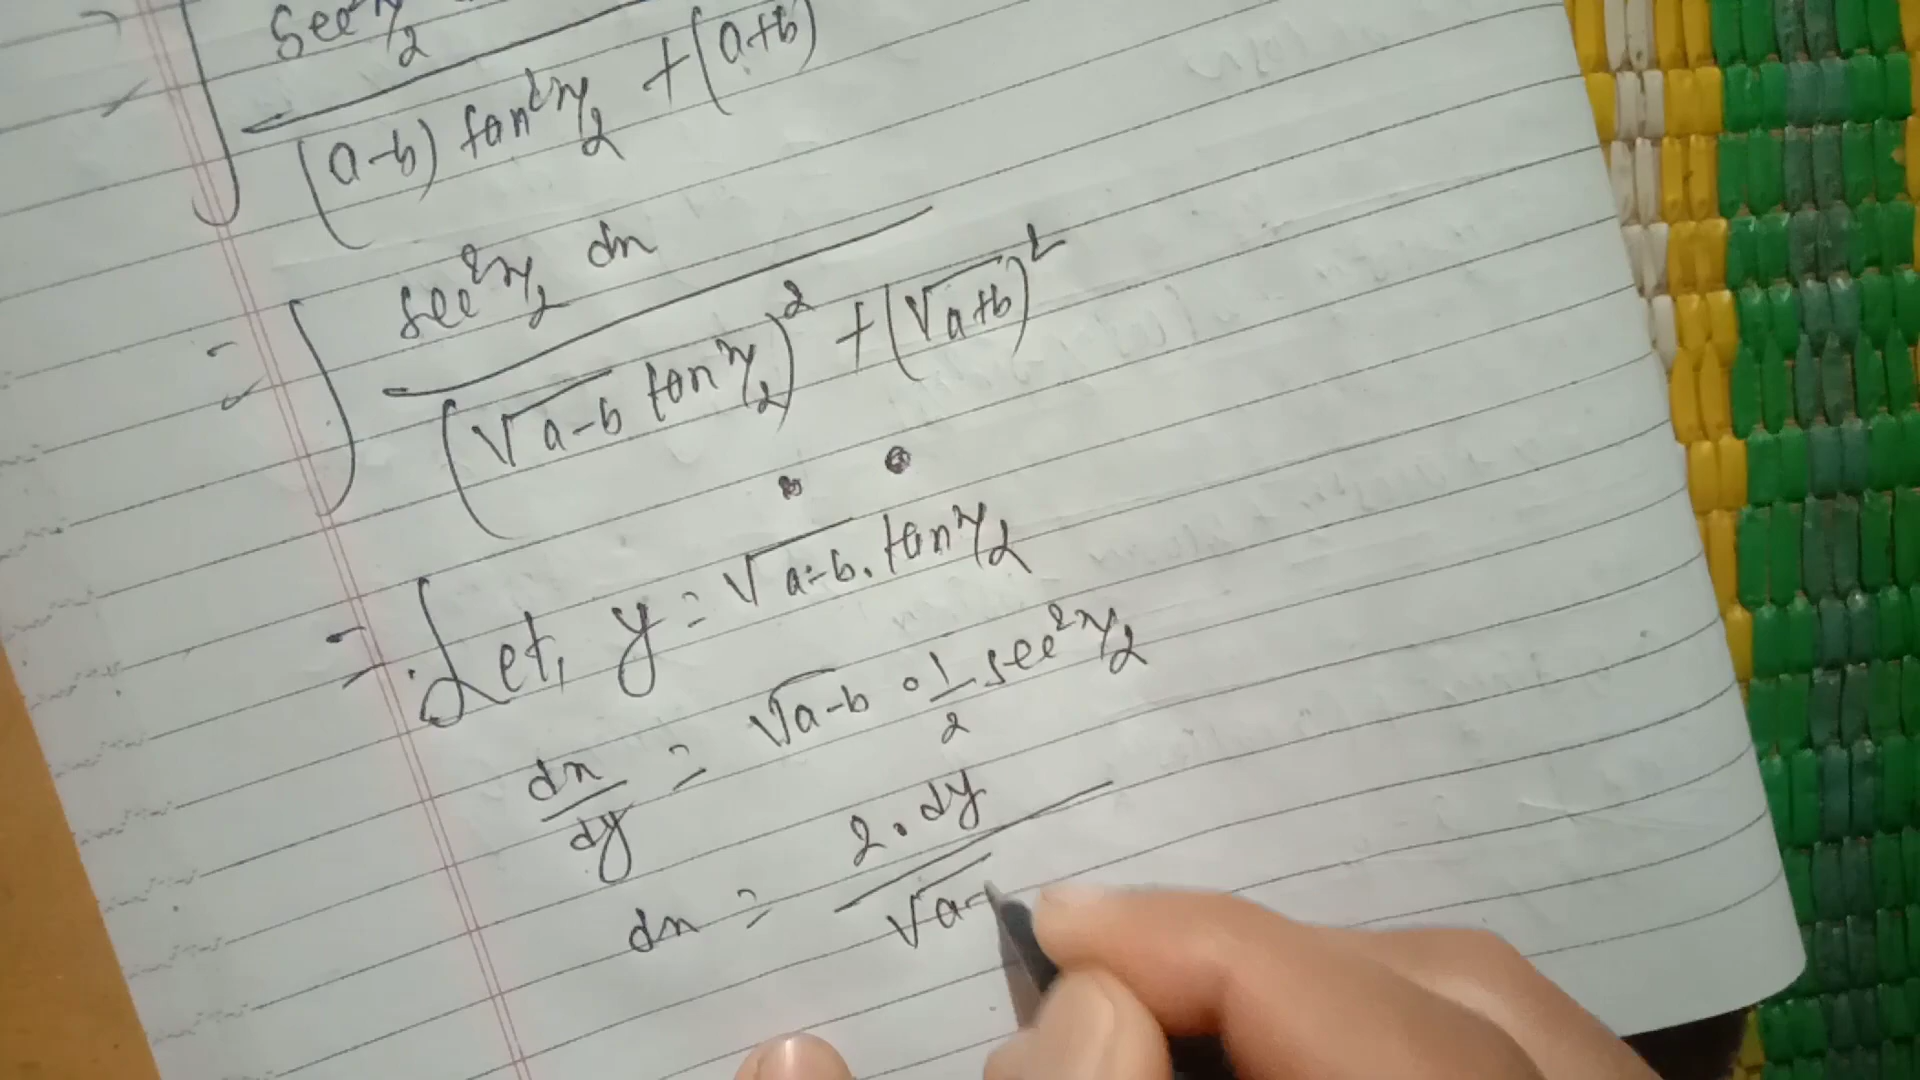 sec²x/2
(a-b) tan²x/2 + (a+b)
= ∫ sec²x/2 dx
(√a-b tan x/2)² + (√a+b)²
= Let, y = √a-b . tan x/2
dx/dy = √a-b . 1/2 sec²x/2
dx = 2 . dy
√a-